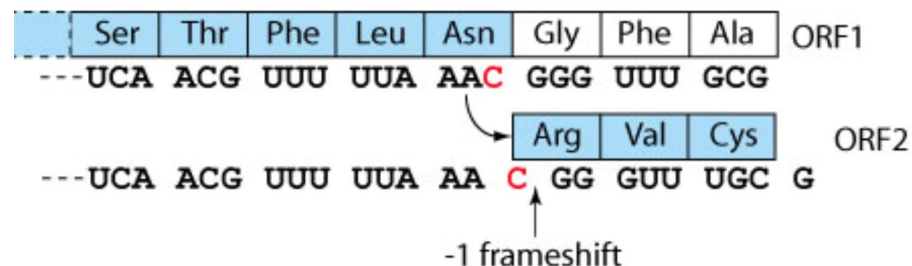 Ser Thr Phe Leu Asn Gly Phe Ala ORF1
---UCA ACG UUU UUA AAC GGG UUU GCG
Arg Val Cys ORF2
---UCA ACG UUU UUA AA C GG GUU UGC G
-1 frameshift